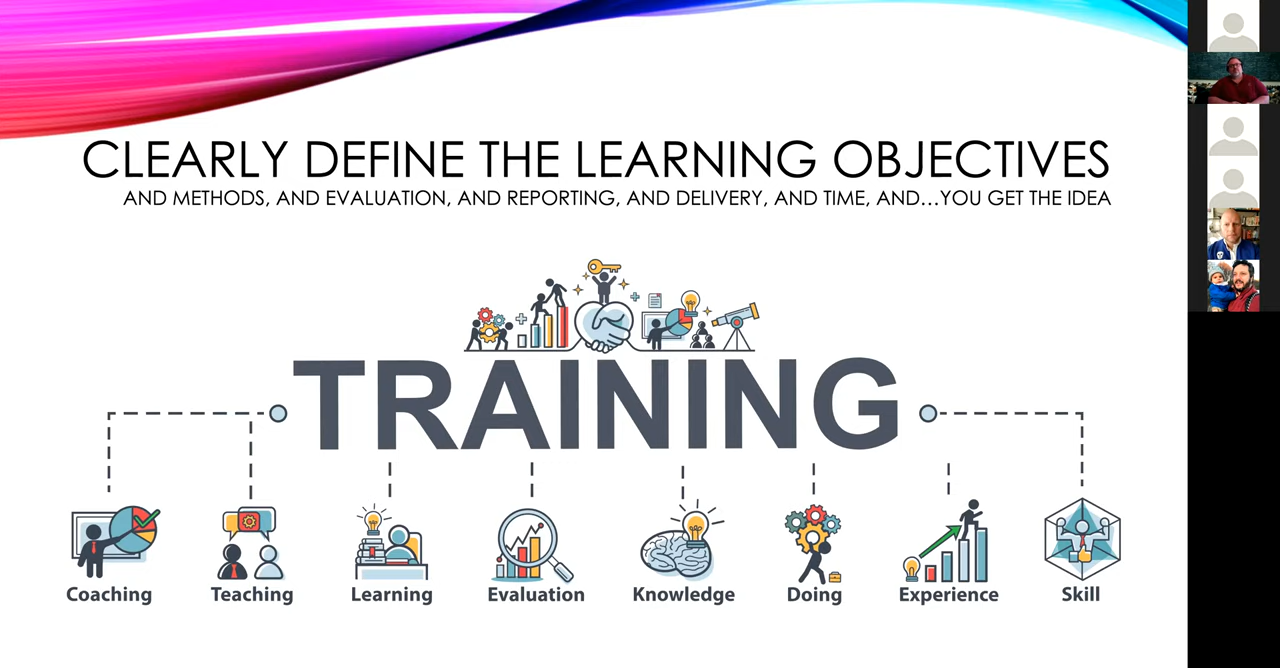 CLEARLY DEFINE THE LEARNING OBJECTIVES
AND METHODS, AND EVALUATION, AND REPORTING, AND DELIVERY, AND TIME, AND...YOU GET THE IDEA
TRAINING
Coaching Teaching Learning Evaluation Knowledge Doing Experience Skill